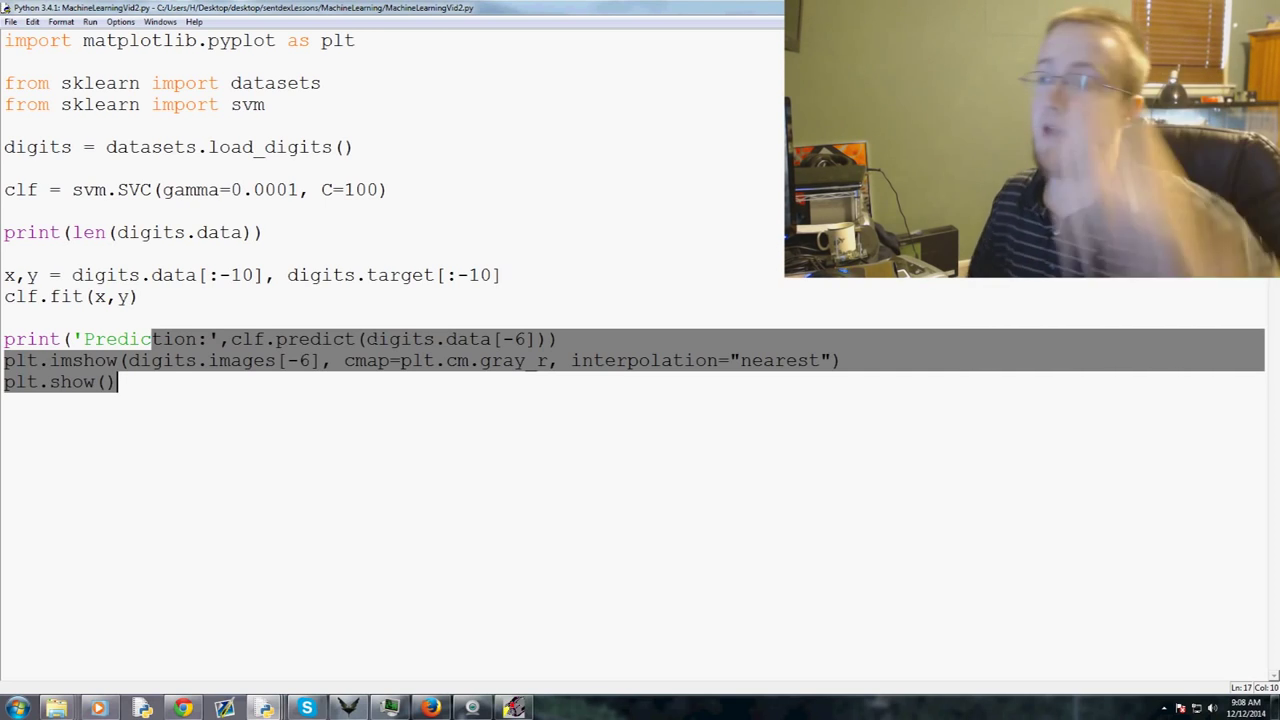 Python 3.4.1: MachineLearningVid2.py - C:/Users/H/Desktop/desktop/sentdexLessons/MachineLearning/MachineLearningVid2.py
File Edit Format Run Options Windows Help
import matplotlib.pyplot as plt
from sklearn import datasets
from sklearn import svm
digits = datasets.load_digits()
clf = svm.SVC(gamma=0.0001, C=100)
print(len(digits.data))
x,y = digits.data[:-10], digits.target[:-10]
clf.fit(x,y)
print('Prediction:',clf.predict(digits.data[-6]))
plt.imshow(digits.images[-6], cmap=plt.cm.gray_r, interpolation="nearest")
plt.show()
Ln: 17 Col: 10
9:08 AM
12/12/2014